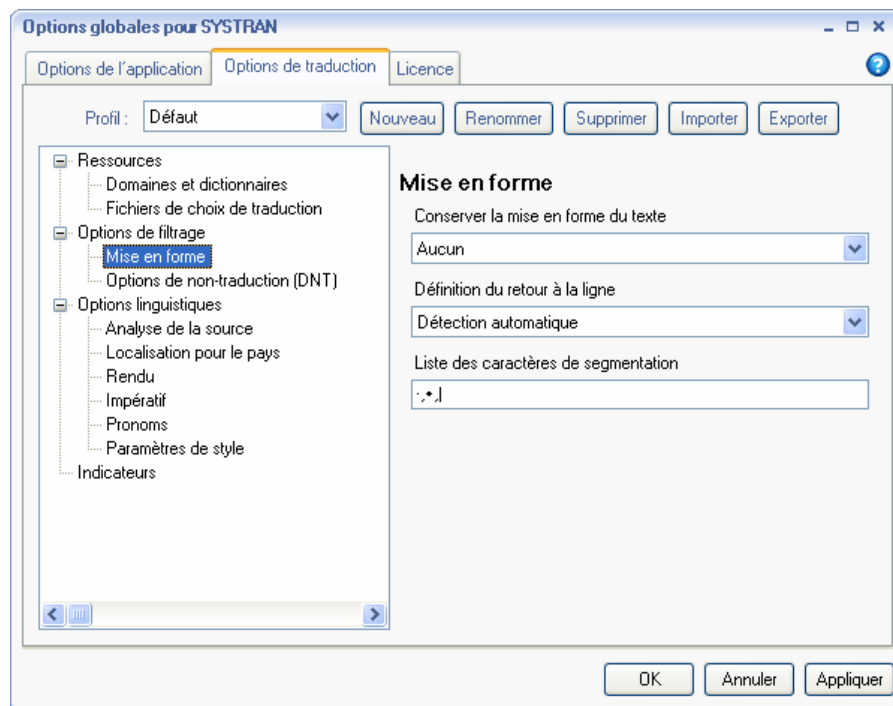 Options globales pour SYSTRAN
Options de l'application Options de traduction Licence
Profil : Défaut Nouveau Renommer Supprimer Importer Exporter
Ressources
Domaines et dictionnaires
Fichiers de choix de traduction
Options de filtrage
Mise en forme
Options de non-traduction (DNT)
Options linguistiques
Analyse de la source
Localisation pour le pays
Rendu
Impératif
Pronoms
Paramètres de style
Indicateurs
Mise en forme
Conserver la mise en forme du texte
Aucun
Définition du retour à la ligne
Détection automatique
Liste des caractères de segmentation
·,•,|
OK Annuler Appliquer